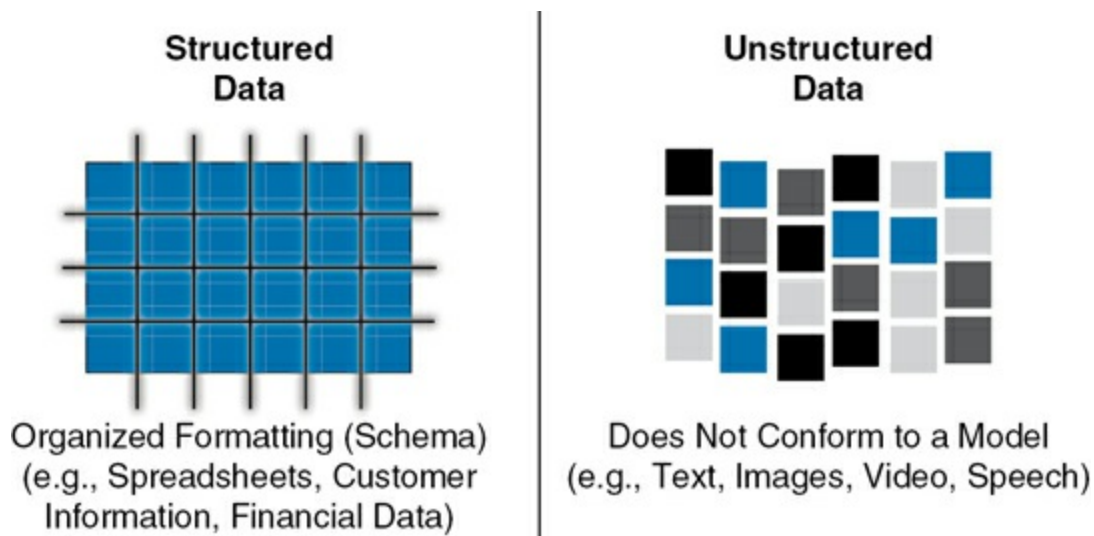 Structured
Data
Organized Formatting (Schema)
(e.g., Spreadsheets, Customer
Information, Financial Data)
Unstructured
Data
Does Not Conform to a Model
(e.g., Text, Images, Video, Speech)